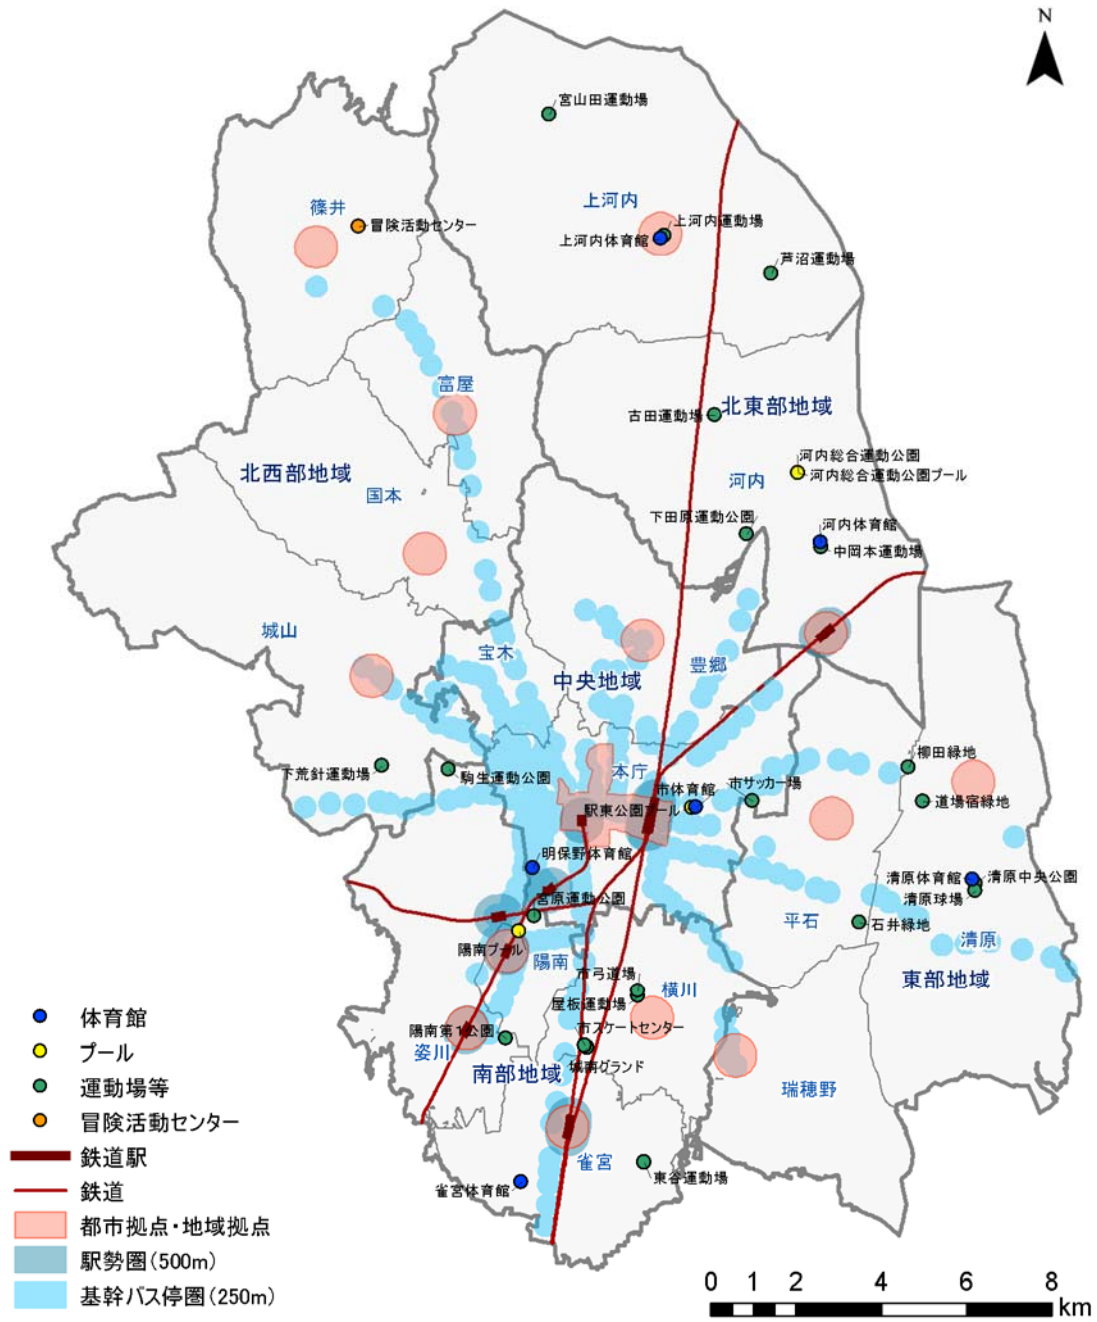 N
宮山田運動場
篠井
冒険活動センター
上河内
上河内運動場
上河内体育館
芦沼運動場
富屋
古田運動場
北東部地域
北西部地域
国本
河内
河内総合運動公園
河内総合運動公園プール
下田原運動公園
河内体育館
中岡本運動場
城山
宝木
中央地域
豊郷
下荒針運動場
駒生運動公園
本庁
市体育館
駅東公園プール
市サッカー場
柳田緑地
道場宿緑地
明保野体育館
清原体育館
清原中央公園
清原球場
宮原運動公園
平石
石井緑地
清原
陽南プール
陽南
東部地域
市弓道場
屋板運動場
横川
陽南第1公園
姿川
市スケートセンター
城南グランド
南部地域
瑞穂野
雀宮
雀宮体育館
東谷運動場
体育館
プール
運動場等
冒険活動センター
鉄道駅
鉄道
都市拠点・地域拠点
駅勢圏(500m)
基幹バス停圏(250m)
0 1 2 4 6 8
km